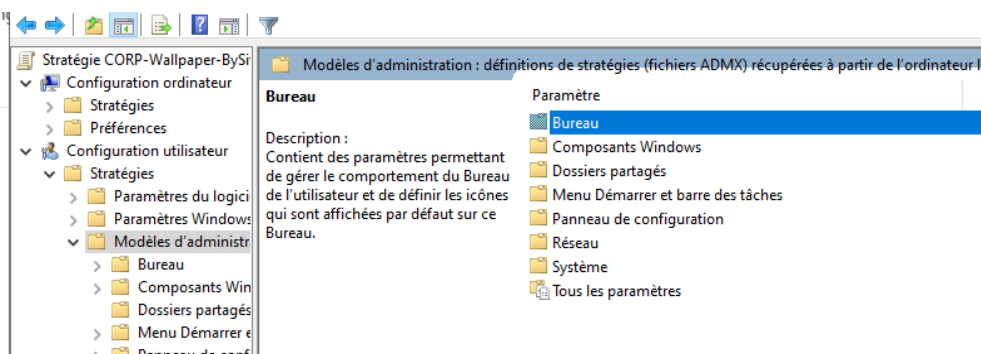 Stratégie CORP-Wallpaper-BySi
Configuration ordinateur
Stratégies
Préférences
Configuration utilisateur
Stratégies
Paramètres du logici
Paramètres Windows
Modèles d'administr
Bureau
Composants Win
Dossiers partagés
Menu Démarrer e
Panneau de conf
Modèles d'administration : définitions de stratégies (fichiers ADMX) récupérées à partir de l'ordinateur l
Bureau
Description :
Contient des paramètres permettant
de gérer le comportement du Bureau
de l'utilisateur et de définir les icônes
qui sont affichées par défaut sur ce
Bureau.
Paramètre
Bureau
Composants Windows
Dossiers partagés
Menu Démarrer et barre des tâches
Panneau de configuration
Réseau
Système
Tous les paramètres